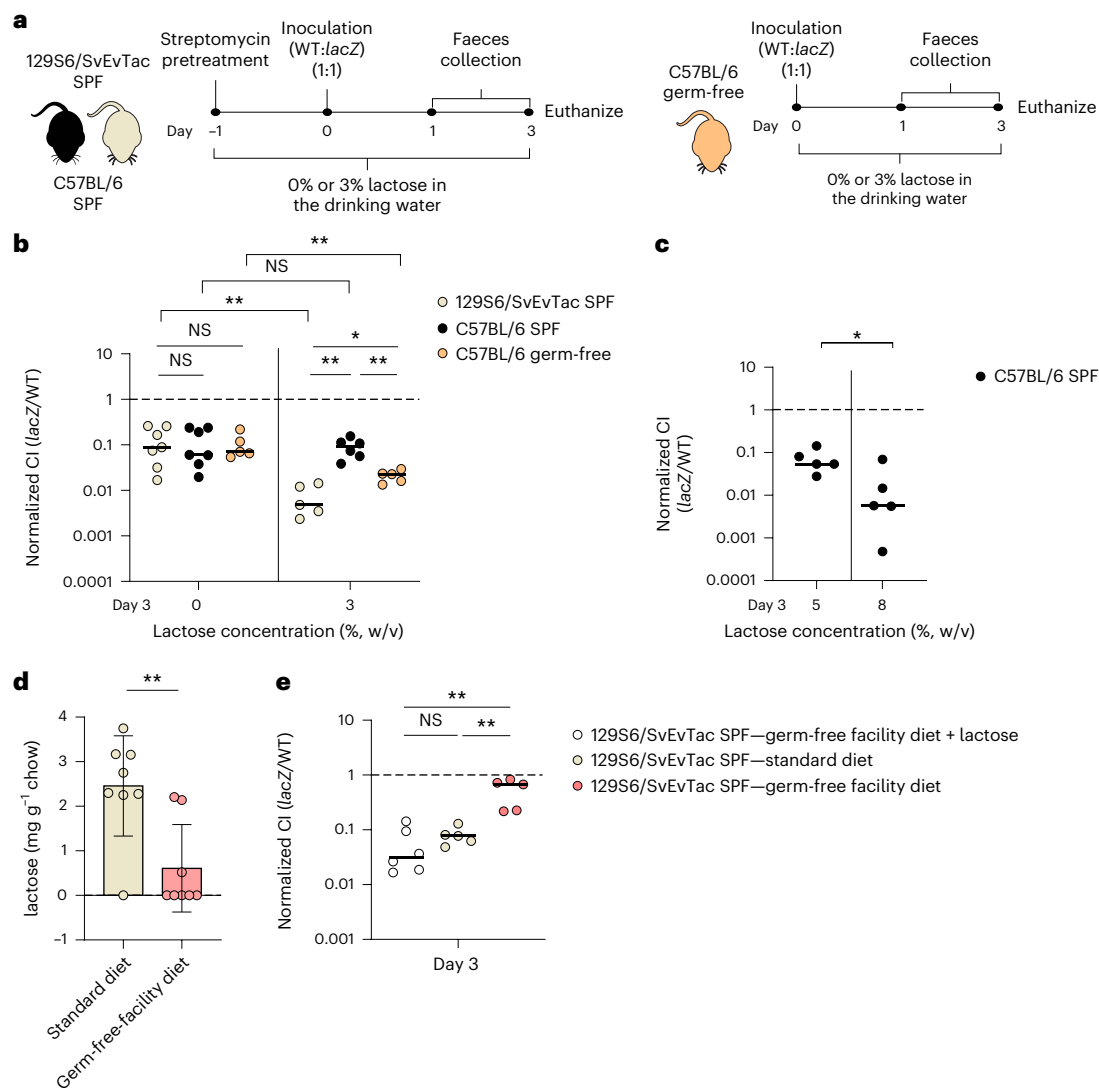 a
129S6/SvEvTac
SPF
C57BL/6
SPF
Streptomycin
pretreatment
Inoculation
(WT:lacZ)
(1:1)
Faeces
collection
Euthanize
Day –1 0 1 3
0% or 3% lactose in
the drinking water
C57BL/6
germ-free
Inoculation
(WT:lacZ)
(1:1)
Faeces
collection
Euthanize
Day 0 1 3
0% or 3% lactose in
the drinking water
b
**
NS
**
NS
NS
*
** **
Normalized CI (lacZ/WT)
10
1
0.1
0.01
0.001
0.0001
Day 3 0 3
Lactose concentration (%, w/v)
129S6/SvEvTac SPF
C57BL/6 SPF
C57BL/6 germ-free
c
*
Normalized CI
(lacZ/WT)
10
1
0.1
0.01
0.001
0.0001
Day 3 5 8
Lactose concentration (%, w/v)
C57BL/6 SPF
d
**
lactose (mg g–1 chow)
4
3
2
1
0
–1
Standard diet
Germ-free-facility diet
e
**
NS **
Normalized CI (lacZ/WT)
10
1
0.1
0.01
0.001
Day 3
129S6/SvEvTac SPF—germ-free facility diet + lactose
129S6/SvEvTac SPF—standard diet
129S6/SvEvTac SPF—germ-free facility diet